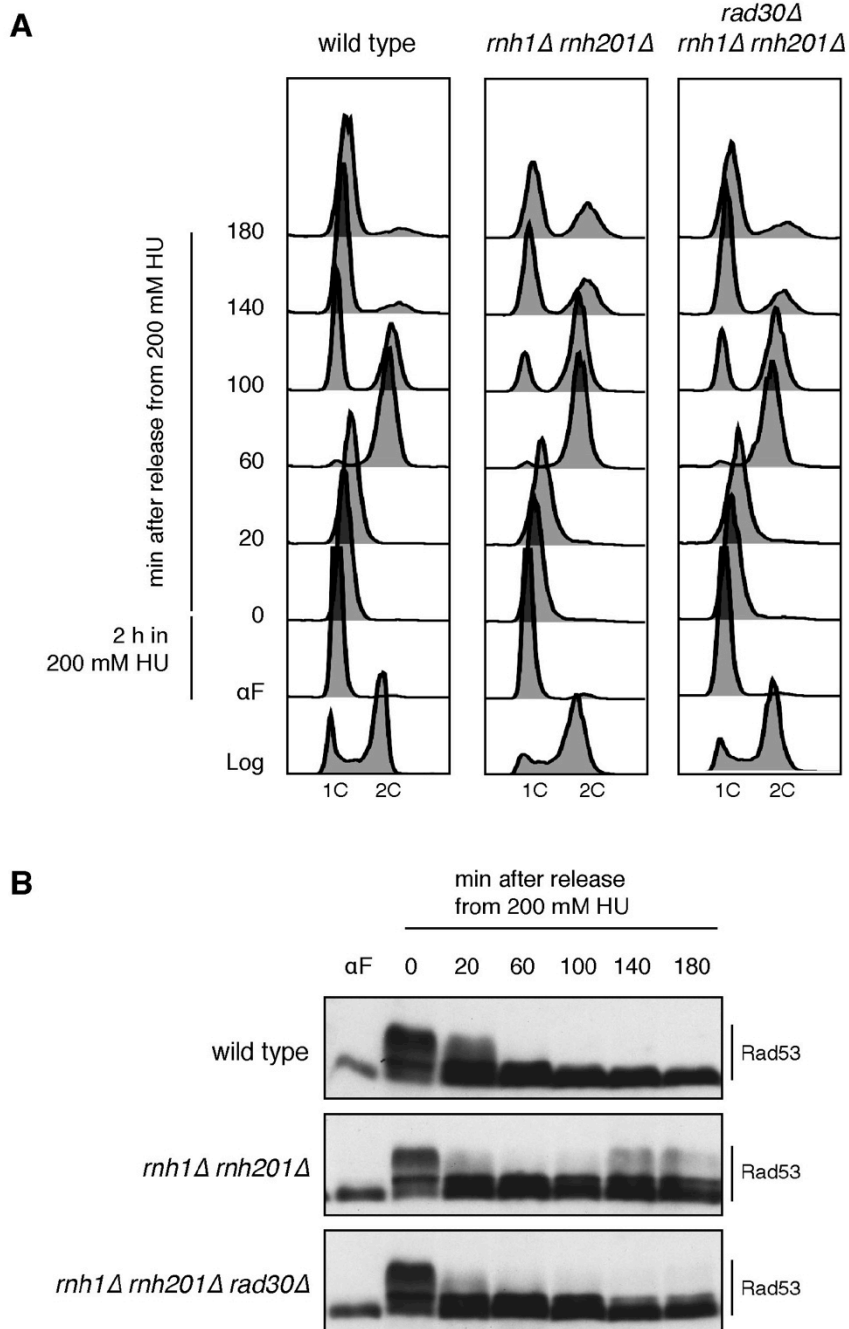 A
wild type
rnh1Δ rnh201Δ
rad30Δ
rnh1Δ rnh201Δ
min after release from 200 mM HU
180
140
100
60
20
0
2 h in
200 mM HU
αF
Log
1C 2C
1C 2C
1C 2C
B
min after release
from 200 mM HU
αF 0 20 60 100 140 180
wild type
Rad53
rnh1Δ rnh201Δ
Rad53
rnh1Δ rnh201Δ rad30Δ
Rad53